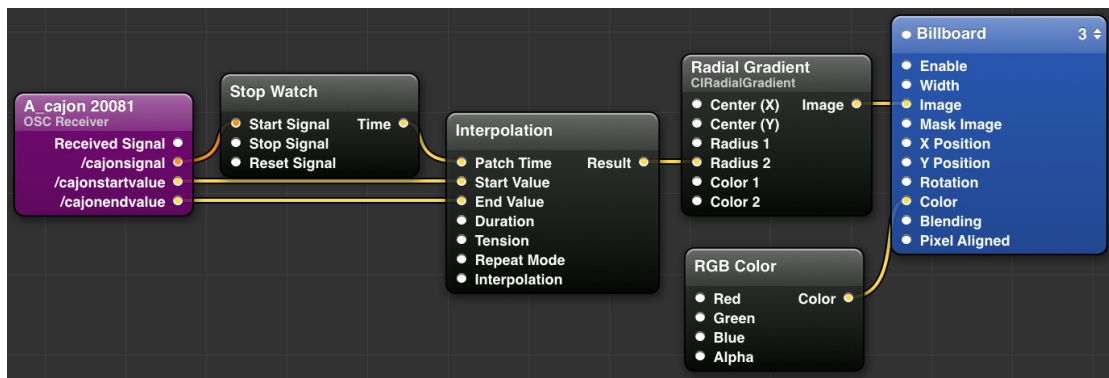 A_cajon 20081
OSC Receiver
Received Signal
/cajonsignal
/cajonstartvalue
/cajonendvalue
Stop Watch
Start Signal Time
Stop Signal
Reset Signal
Interpolation
Patch Time Result
Start Value
End Value
Duration
Tension
Repeat Mode
Interpolation
Radial Gradient
CIRadialGradient
Center (X) Image
Center (Y)
Radius 1
Radius 2
Color 1
Color 2
RGB Color
Red Color
Green
Blue
Alpha
Billboard 3
Enable
Width
Image
Mask Image
X Position
Y Position
Rotation
Color
Blending
Pixel Aligned